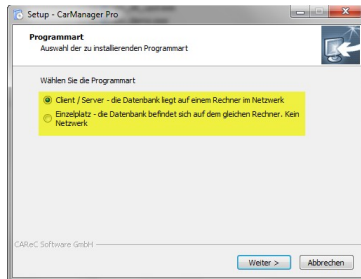 Setup - CarManager Pro
Programmart
Auswahl der zu installierenden Programmart
Wählen Sie die Programmart
Client / Server - die Datenbank liegt auf einem Rechner im Netzwerk
Einzelplatz - die Datenbank befindet sich auf dem gleichen Rechner. Kein
Netzwerk
CAReC Software GmbH
Weiter >
Abbrechen